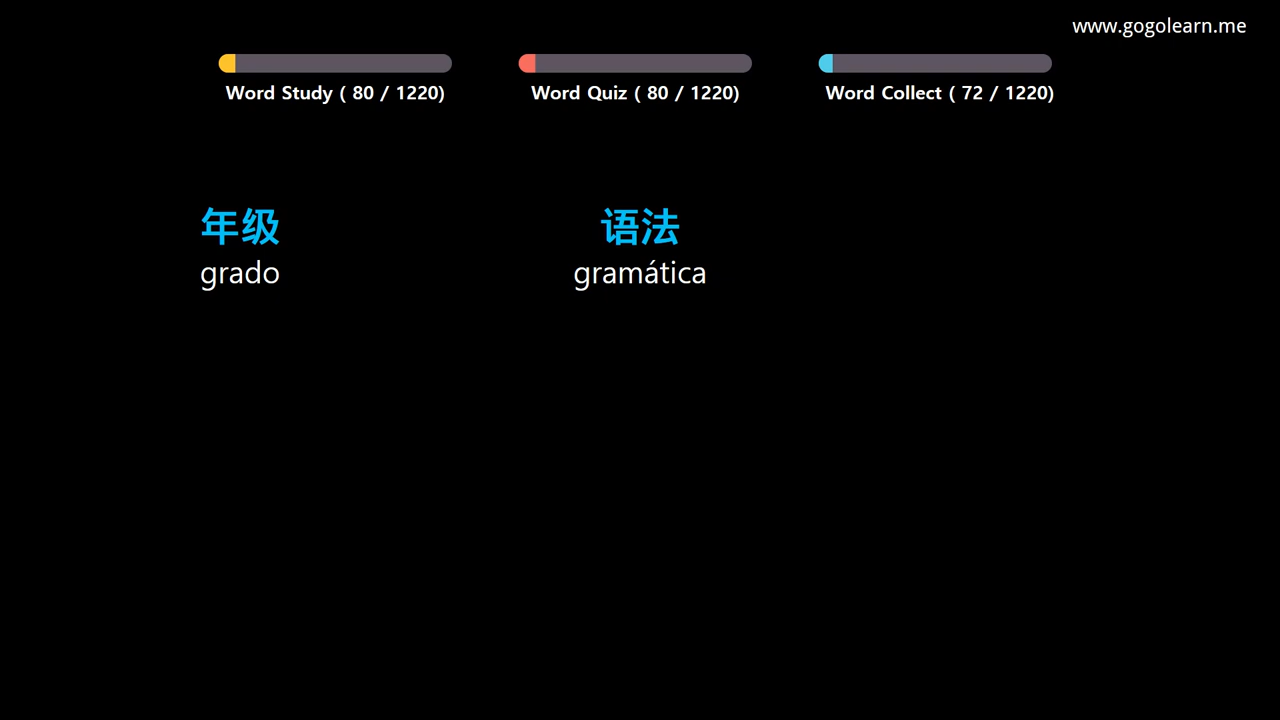 www.gogolearn.me
Word Study ( 80 / 1220)
Word Quiz ( 80 / 1220)
Word Collect ( 72 / 1220)
年级
grado
语法
gramática